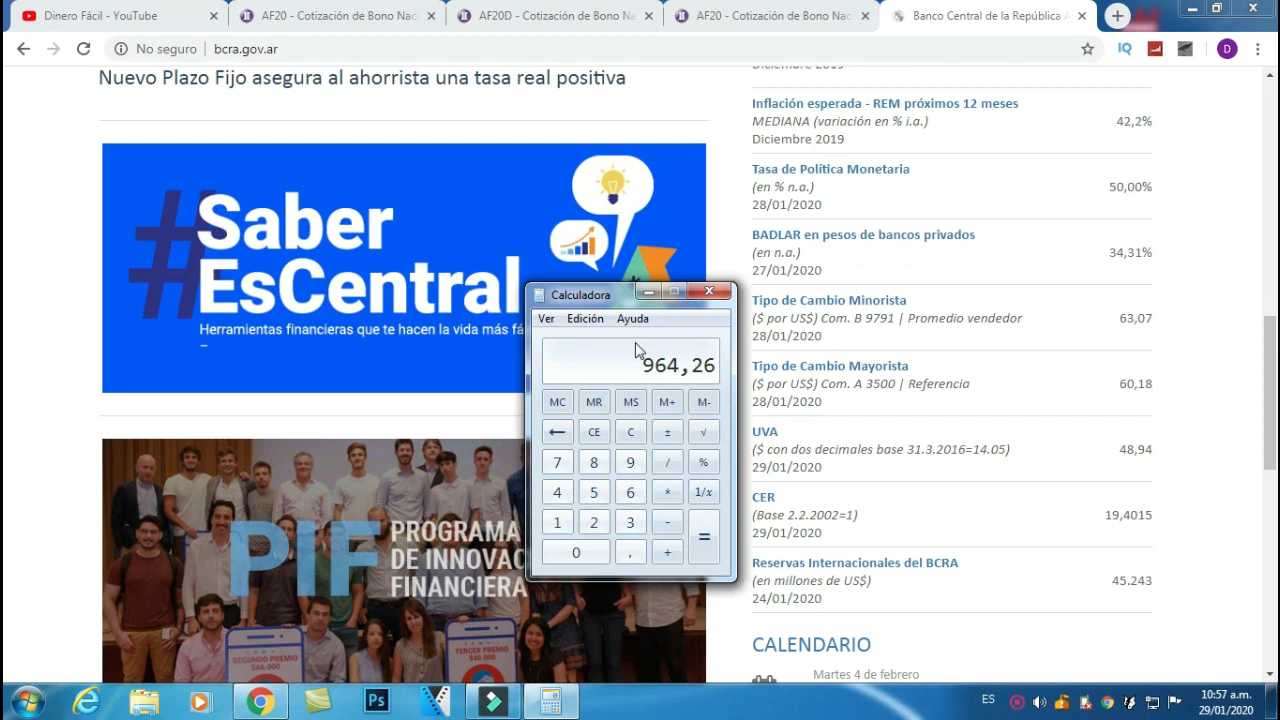 Dinero Fácil - YouTube
AF20 - Cotización de Bono Nac
AF20D - Cotización de Bono Na
AF20 - Cotización de Bono Nac
Banco Central de la República A
No seguro | bcra.gov.ar
IQ
D
Nuevo Plazo Fijo asegura al ahorrista una tasa real positiva
#Saber
EsCentral
Herramientas financieras que te hacen la vida más fá
PIF PROGRAMA
DE INNOVAC
FINANCIERA
SEGUNDO PREMIO
$66.000
TERCER PREMIO
$40.000
Diciembre 2019
Inflación esperada - REM próximos 12 meses
MEDIANA (variación en % i.a.) 42,2%
Diciembre 2019
Tasa de Política Monetaria
(en % n.a.) 50,00%
28/01/2020
BADLAR en pesos de bancos privados
(en n.a.) 34,31%
27/01/2020
Tipo de Cambio Minorista
($ por US$) Com. B 9791 | Promedio vendedor 63,07
28/01/2020
Tipo de Cambio Mayorista
($ por US$) Com. A 3500 | Referencia 60,18
28/01/2020
UVA
($ con dos decimales base 31.3.2016=14.05) 48,94
29/01/2020
CER
(Base 2.2.2002=1) 19,4015
29/01/2020
Reservas Internacionales del BCRA
(en millones de US$) 45.243
24/01/2020
CALENDARIO
Martes 4 de febrero
Calculadora
Ver Edición Ayuda
964,26
MC MR MS M+ M-
← CE C ± √
7 8 9 / %
4 5 6 * 1/x
1 2 3 - =
0 , +
Ps
ES
10:57 a.m.
29/01/2020